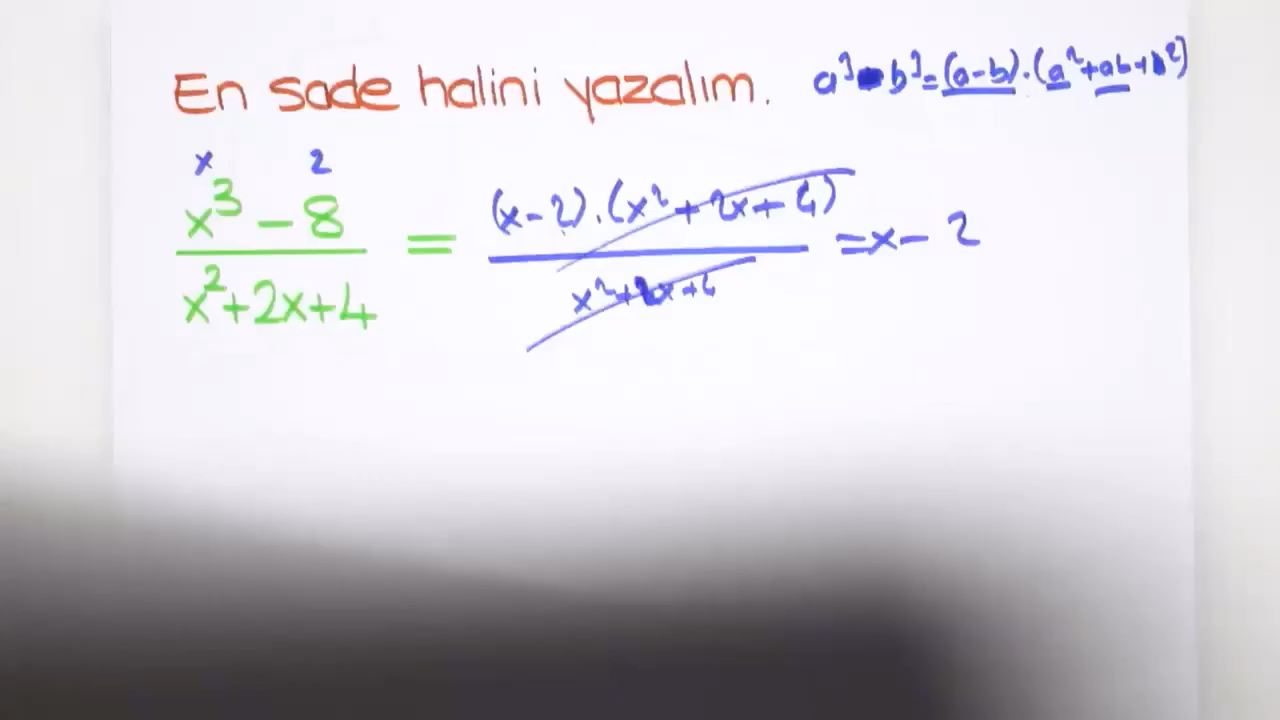 En sade halini yazalım.
a³ - b³ = (a-b).(a²+ab+b²)
x 2
x³ - 8 / x²+2x+4 = (x-2).(x²+2x+4) / x²+2x+4 = x - 2